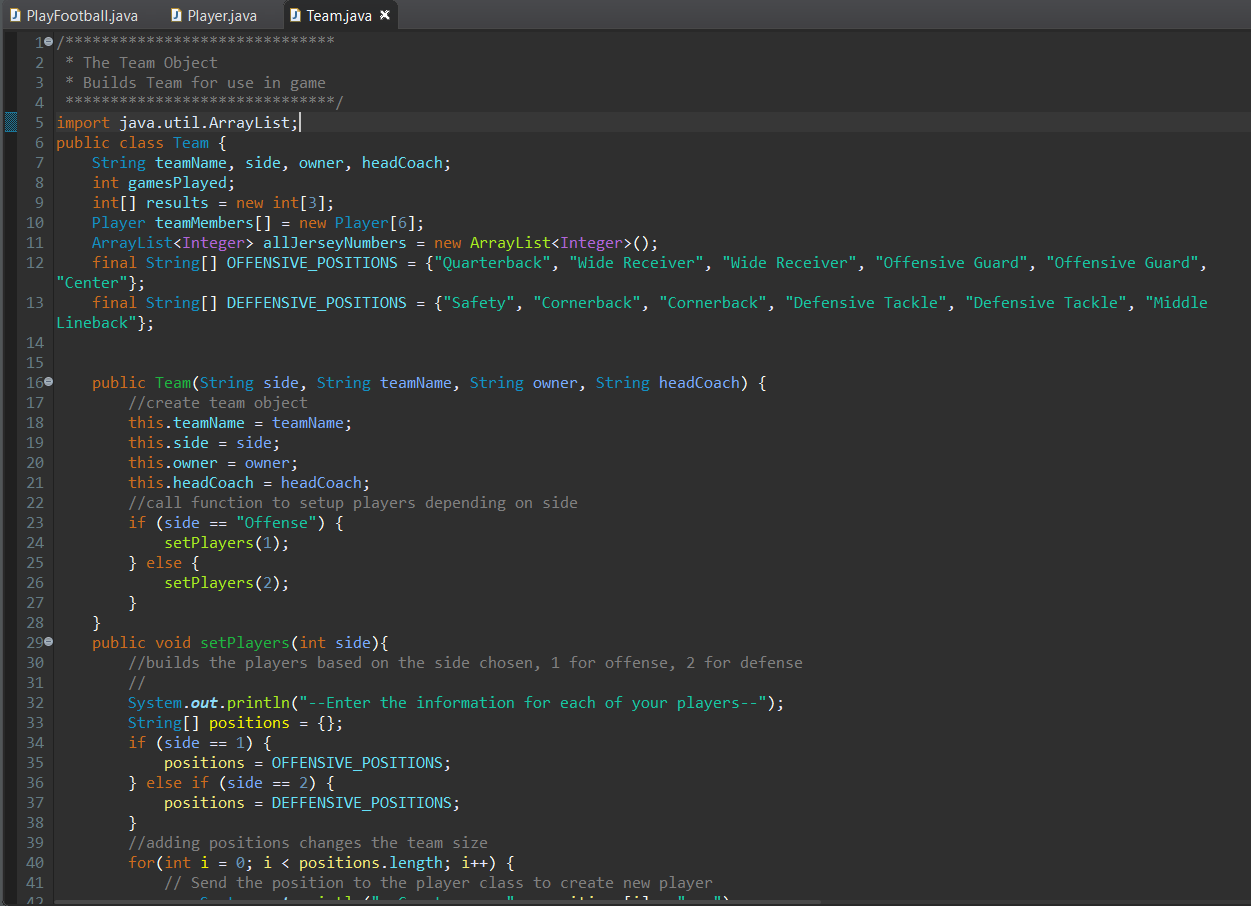 PlayFootball.java Player.java Team.java
1 /******************************
2 * The Team Object
3 * Builds Team for use in game
4 ******************************/
5 import java.util.ArrayList;
6 public class Team {
7 String teamName, side, owner, headCoach;
8 int gamesPlayed;
9 int[] results = new int[3];
10 Player teamMembers[] = new Player[6];
11 ArrayList<Integer> allJerseyNumbers = new ArrayList<Integer>();
12 final String[] OFFENSIVE_POSITIONS = {"Quarterback", "Wide Receiver", "Wide Receiver", "Offensive Guard", "Offensive Guard",
"Center"};
13 final String[] DEFFENSIVE_POSITIONS = {"Safety", "Cornerback", "Cornerback", "Defensive Tackle", "Defensive Tackle", "Middle
Lineback"};
14
15
16 public Team(String side, String teamName, String owner, String headCoach) {
17 //create team object
18 this.teamName = teamName;
19 this.side = side;
20 this.owner = owner;
21 this.headCoach = headCoach;
22 //call function to setup players depending on side
23 if (side == "Offense") {
24 setPlayers(1);
25 } else {
26 setPlayers(2);
27 }
28 }
29 public void setPlayers(int side){
30 //builds the players based on the side chosen, 1 for offense, 2 for defense
31 //
32 System.out.println("--Enter the information for each of your players--");
33 String[] positions = {};
34 if (side == 1) {
35 positions = OFFENSIVE_POSITIONS;
36 } else if (side == 2) {
37 positions = DEFFENSIVE_POSITIONS;
38 }
39 //adding positions changes the team size
40 for(int i = 0; i < positions.length; i++) {
41 // Send the position to the player class to create new player
42